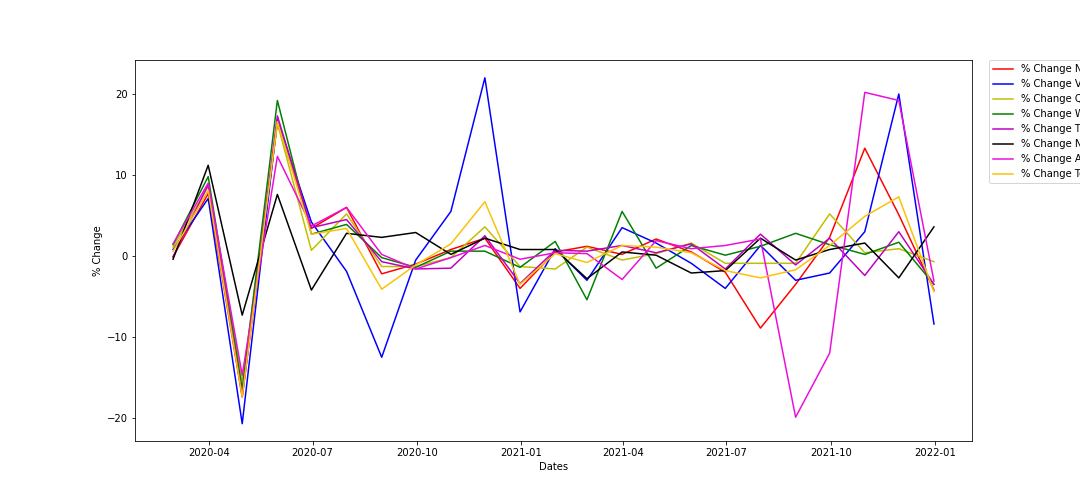 % Change
20
10
0
−10
−20
2020-04 2020-07 2020-10 2021-01 2021-04 2021-07 2021-10 2022-01
Dates
% Change N
% Change V
% Change
% Change
% Change T
% Change N
% Change A
% Change T